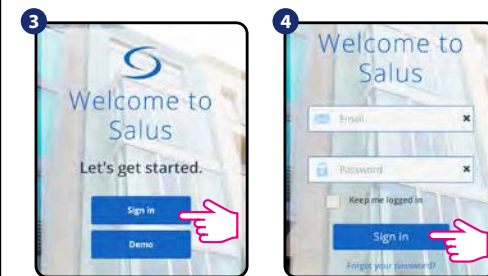 3
Welcome to
Salus
Let's get started.
Sign in
Demo
4
Welcome to
Salus
Email
Password
Keep me logged in
Sign In
Forgot your password?